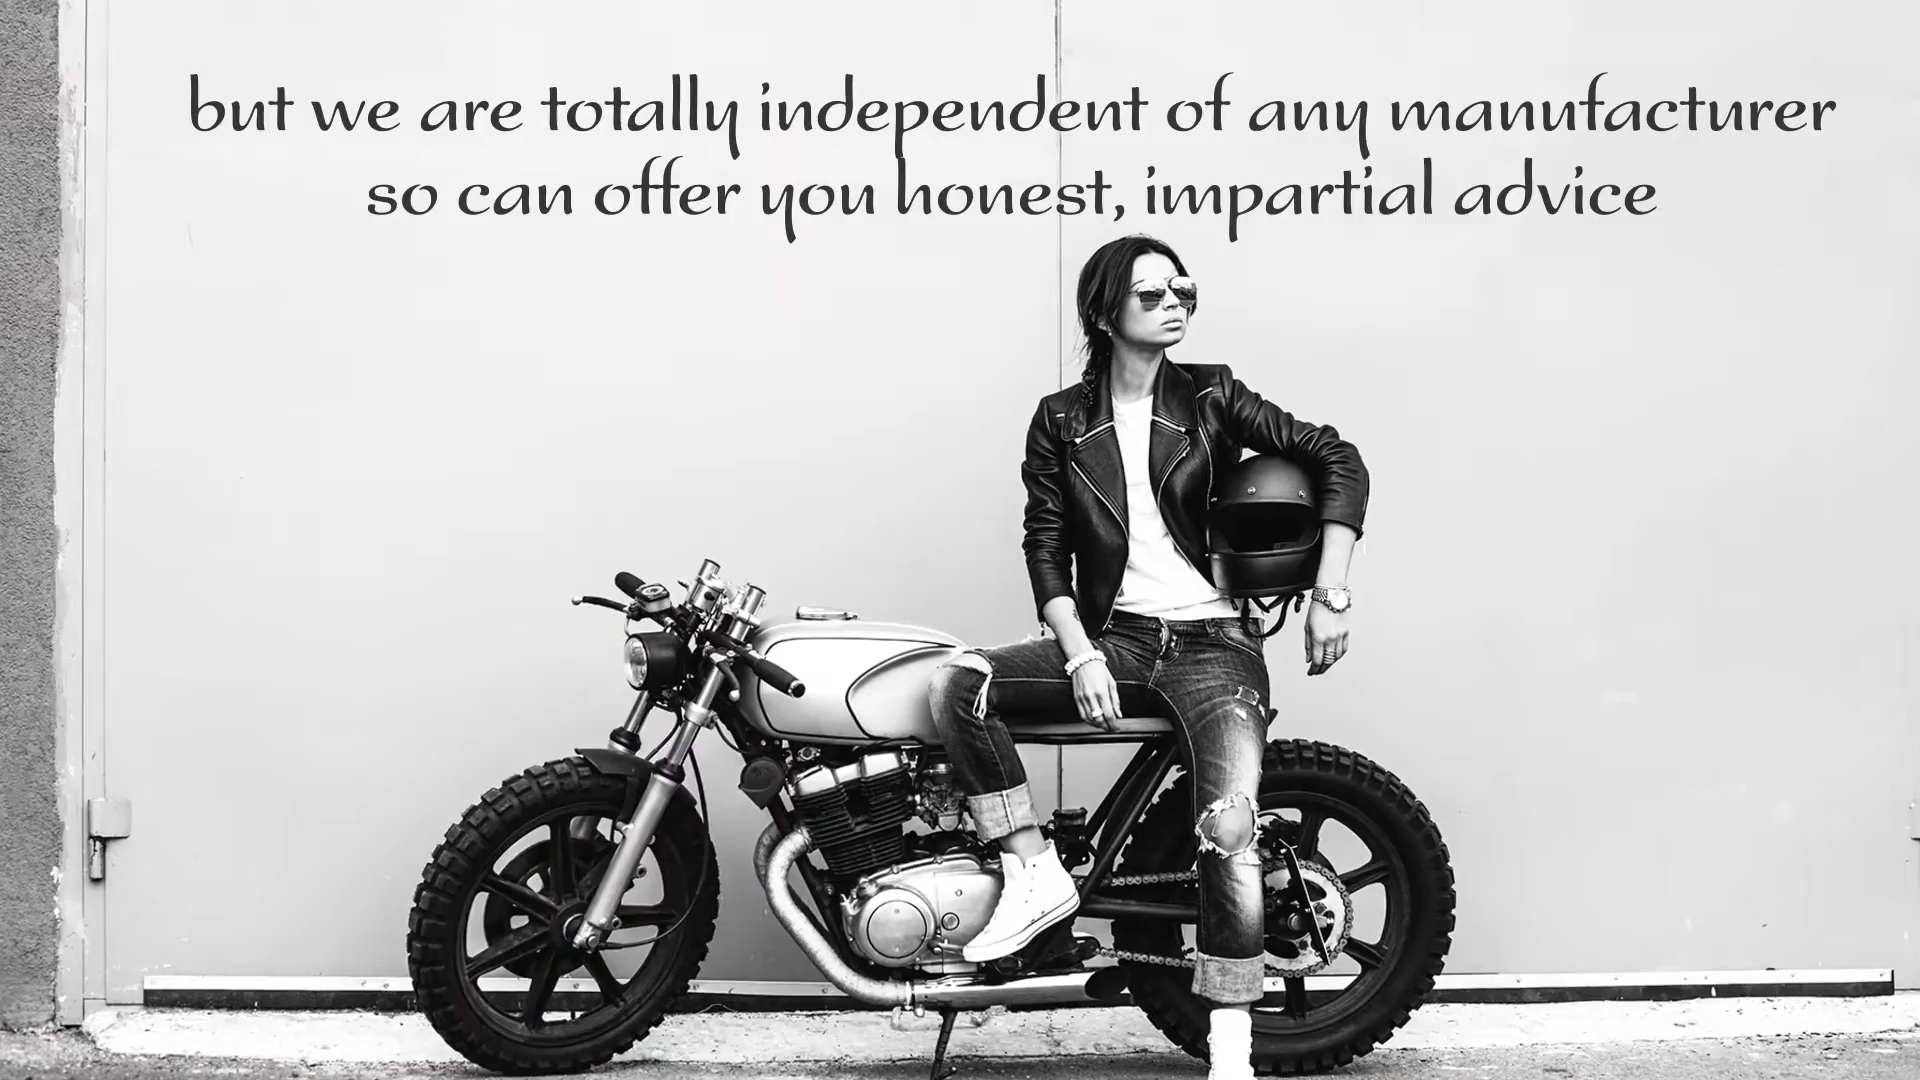 but we are totally independent of any manufacturer
so can offer you honest, impartial advice